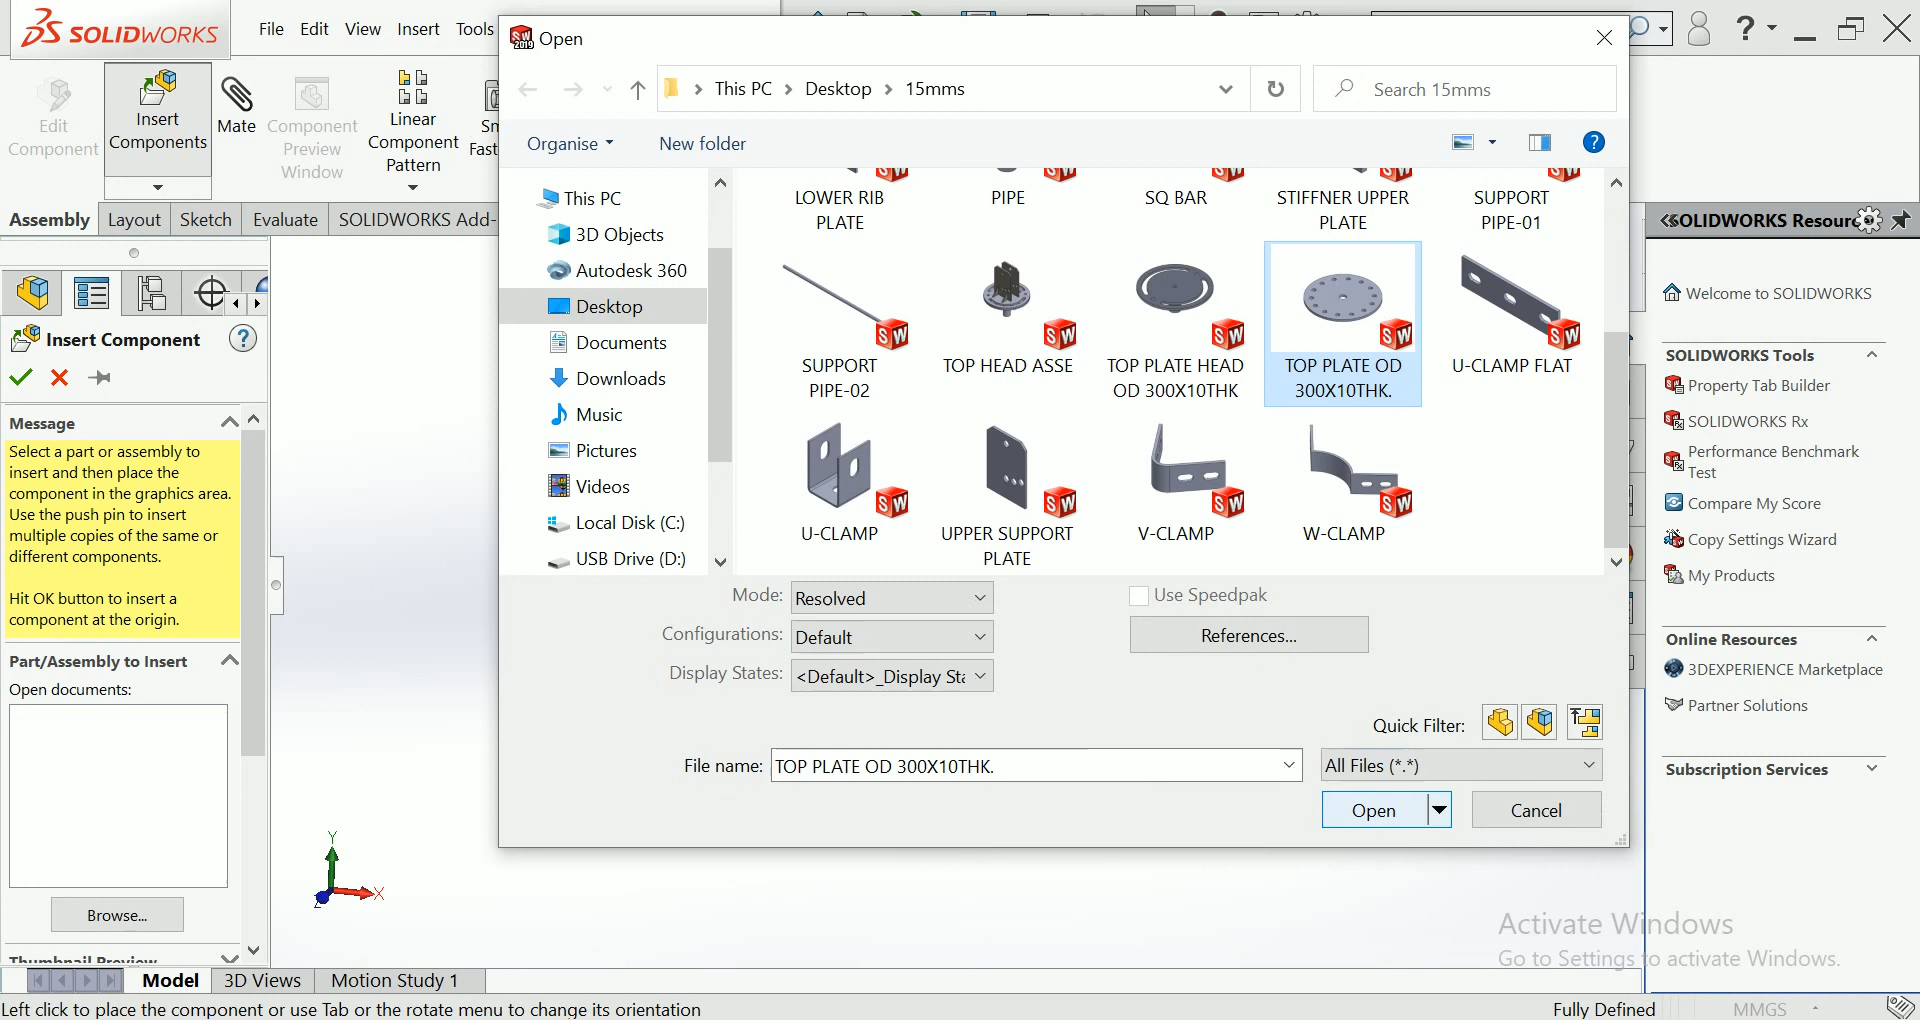 SOLIDWORKS
File Edit View Insert Tools
Edit
Component
Insert
Components
Mate
Component
Preview
Window
Linear
Component
Pattern
Assembly Layout Sketch Evaluate SOLIDWORKS Add-
Insert Component
Message
Select a part or assembly to
insert and then place the
component in the graphics area.
Use the push pin to insert
multiple copies of the same or
different components.
Hit OK button to insert a
component at the origin.
Part/Assembly to Insert
Open documents:
Browse...
Thumbnail Preview
Y
X
Z
Model 3D Views Motion Study 1
Left click to place the component or use Tab or the rotate menu to change its orientation
Open
This PC Desktop 15mms
Search 15mms
Organise New folder
This PC
3D Objects
Autodesk 360
Desktop
Documents
Downloads
Music
Pictures
Videos
Local Disk (C:)
USB Drive (D:)
LOWER RIB
PLATE
PIPE
SQ BAR
STIFFNER UPPER
PLATE
SUPPORT
PIPE-01
SUPPORT
PIPE-02
TOP HEAD ASSE
TOP PLATE HEAD
OD 300X10THK
TOP PLATE OD
300X10THK.
U-CLAMP FLAT
U-CLAMP
UPPER SUPPORT
PLATE
V-CLAMP
W-CLAMP
Mode: Resolved
Configurations: Default
Display States: <Default>_Display Sta
Use Speedpak
References...
Quick Filter:
File name: TOP PLATE OD 300X10THK.
All Files (*.*)
Open Cancel
SOLIDWORKS Resour
Welcome to SOLIDWORKS
SOLIDWORKS Tools
Property Tab Builder
SOLIDWORKS Rx
Performance Benchmark
Test
Compare My Score
Copy Settings Wizard
My Products
Online Resources
3DEXPERIENCE Marketplace
Partner Solutions
Subscription Services
Activate Windows
Go to Settings to activate Windows.
Fully Defined MMGS